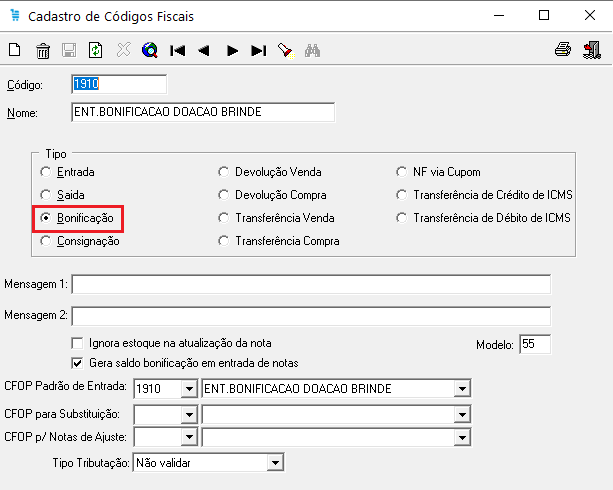 Cadastro de Códigos Fiscais
Código: 1910
Nome: ENT.BONIFICACAO DOACAO BRINDE
Tipo
Entrada Devolução Venda NF via Cupom
Saida Devolução Compra Transferência de Crédito de ICMS
Bonificação Transferência Venda Transferência de Débito de ICMS
Consignação Transferência Compra
Mensagem 1:
Mensagem 2:
Ignora estoque na atualização da nota Modelo: 55
Gera saldo bonificação em entrada de notas
CFOP Padrão de Entrada: 1910 ENT.BONIFICACAO DOACAO BRINDE
CFOP para Substituição:
CFOP p/ Notas de Ajuste:
Tipo Tributação: Não validar